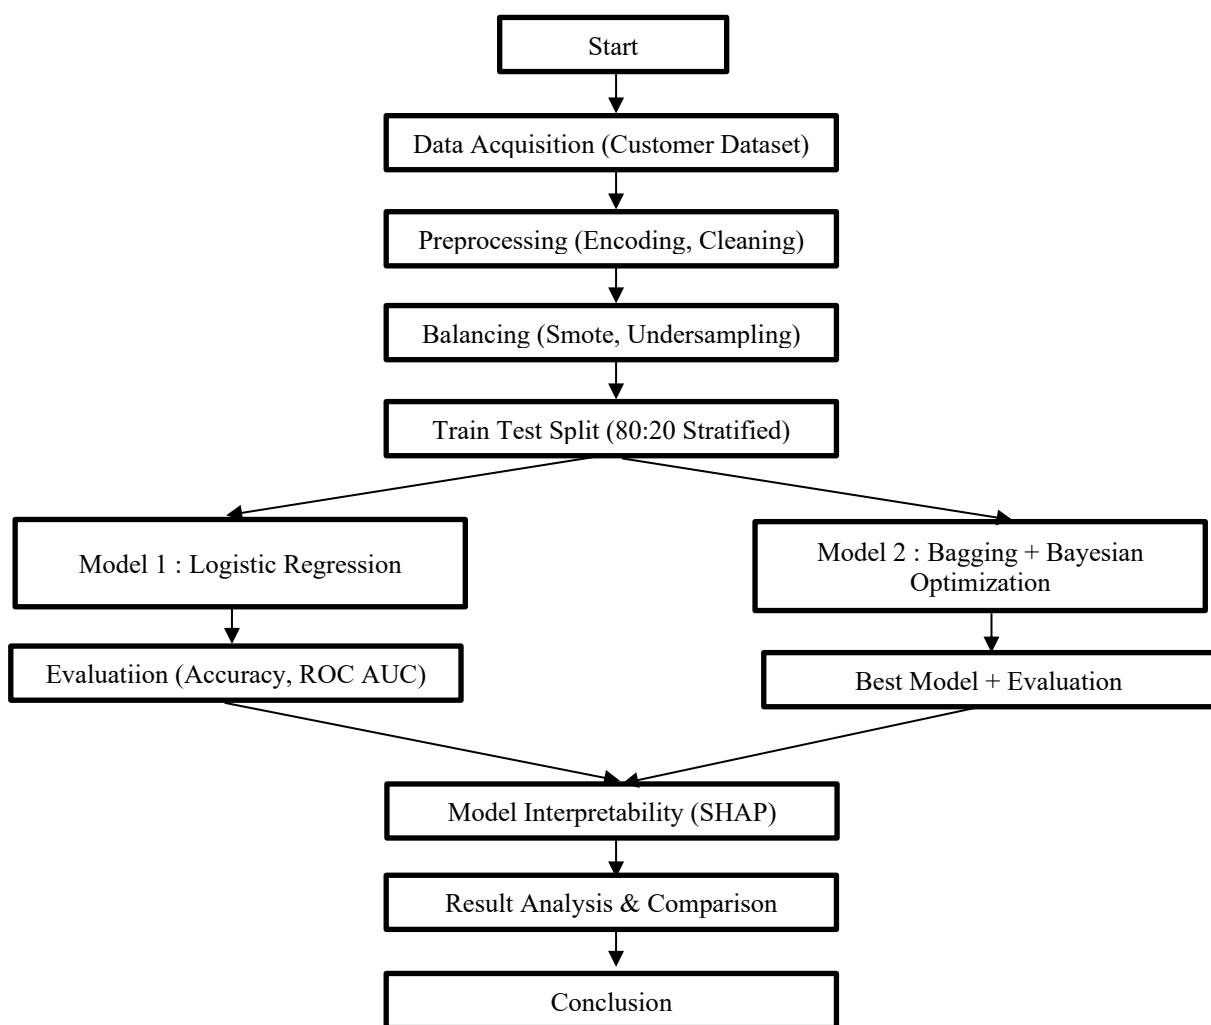 Start
Data Acquisition (Customer Dataset)
Preprocessing (Encoding, Cleaning)
Balancing (Smote, Undersampling)
Train Test Split (80:20 Stratified)
Model 1 : Logistic Regression
Model 2 : Bagging + Bayesian
Optimization
Evaluatiion (Accuracy, ROC AUC)
Best Model + Evaluation
Model Interpretability (SHAP)
Result Analysis & Comparison
Conclusion